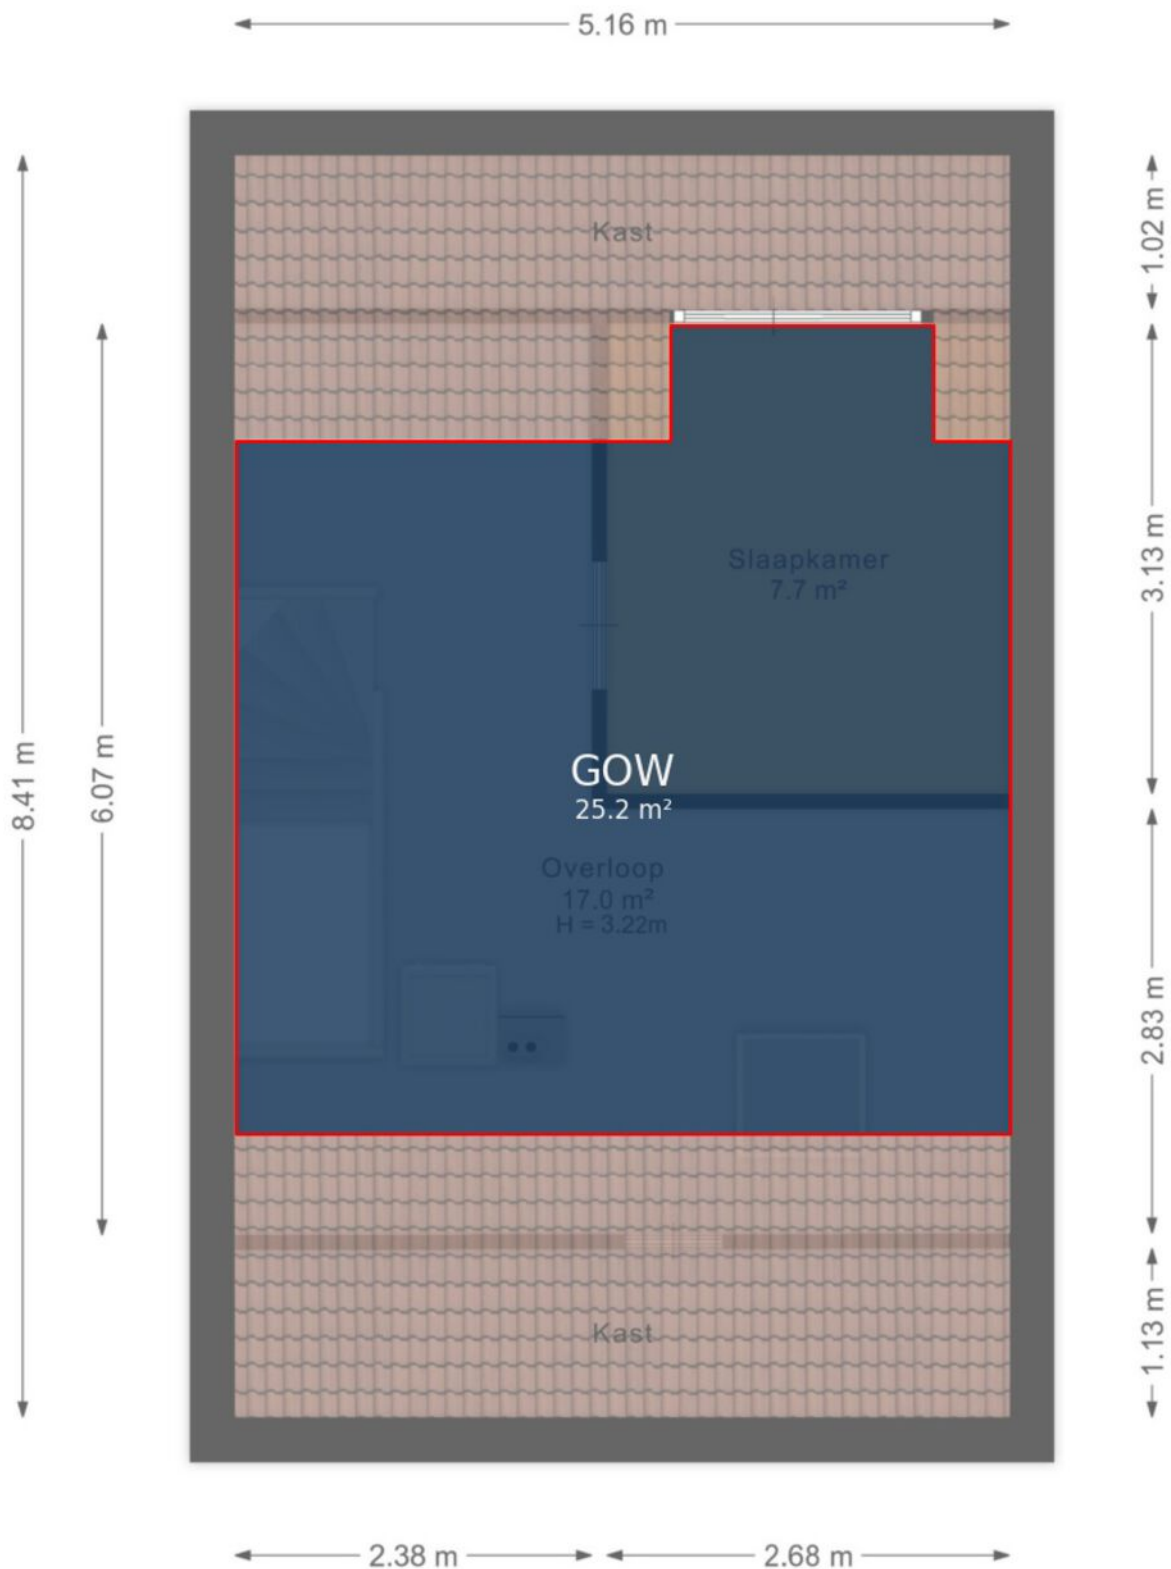 5.16 m
Kast
1.02 m
Slaapkamer
7.7 m²
3.13 m
8.41 m
6.07 m
GOW
25.2 m²
Overloop
17.0 m²
H = 3.22m
2.83 m
Kast
1.13 m
2.38 m
2.68 m